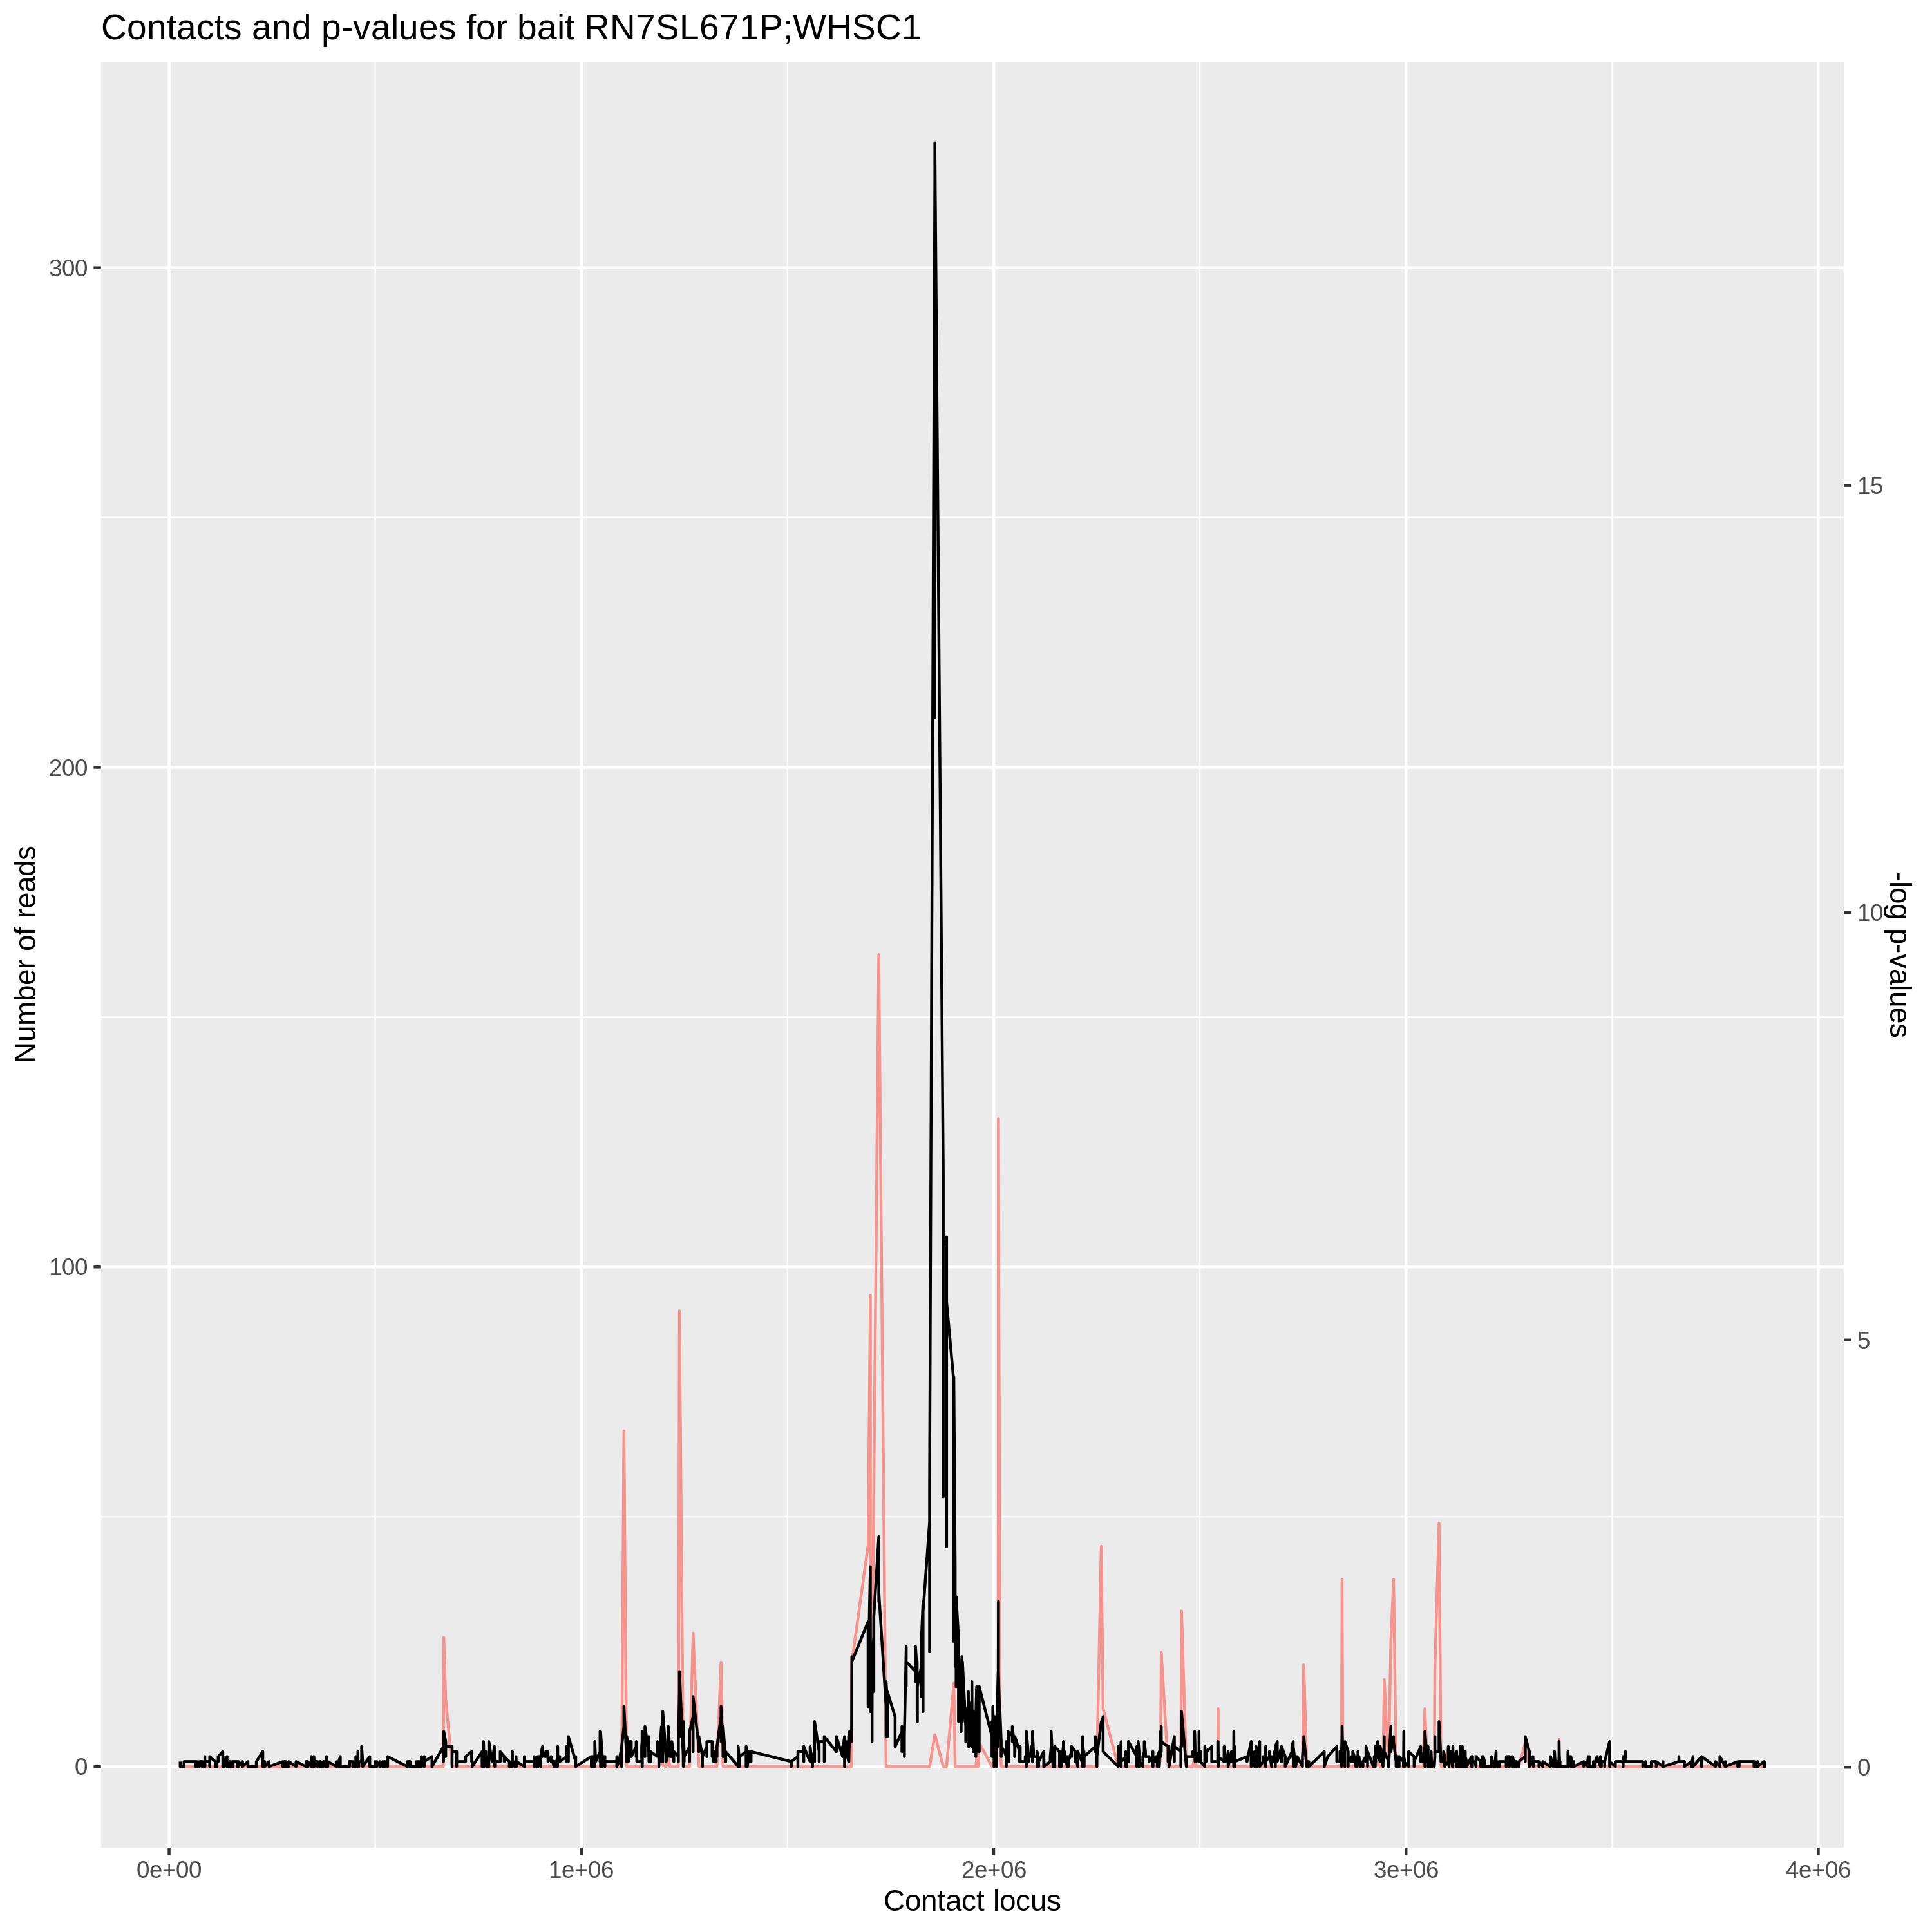 Contacts and p-values for bait RN7SL671P;WHSC1
Number of reads
300
200
100
0
15
10
5
0
-log p-values
0e+00 1e+06 2e+06 3e+06 4e+06
Contact locus